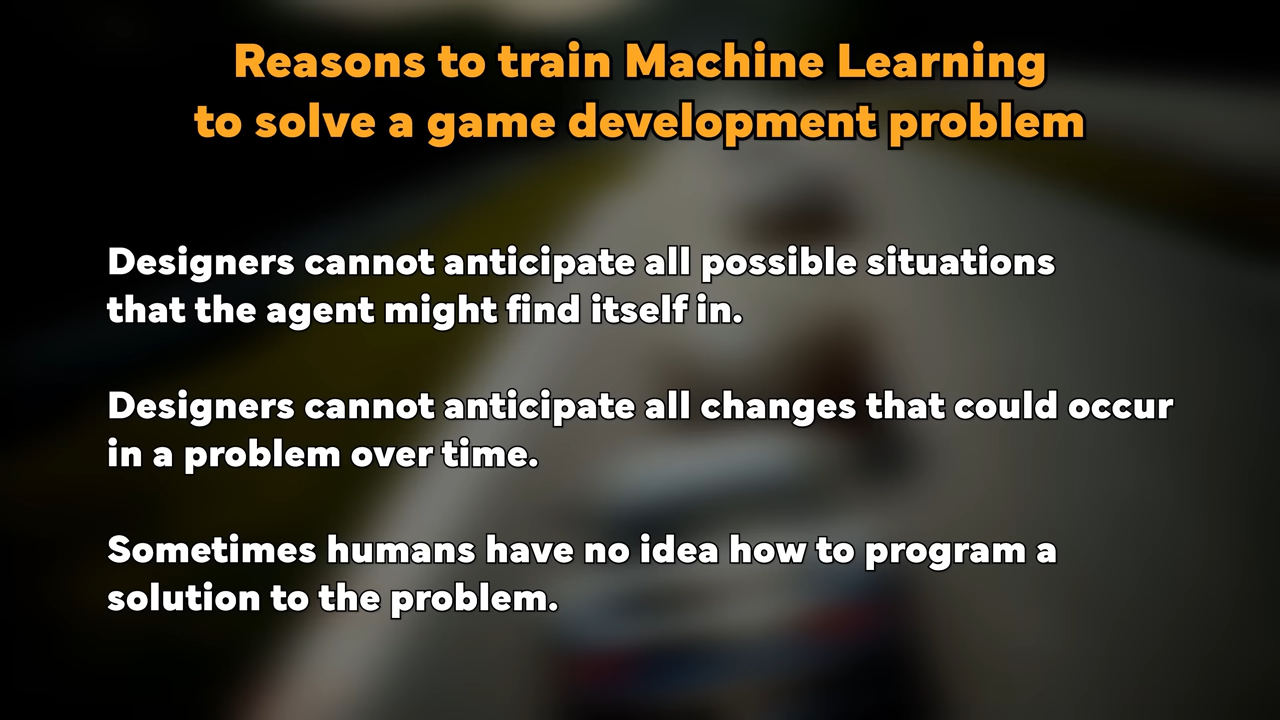 Reasons to train Machine Learning
to solve a game development problem
Designers cannot anticipate all possible situations
that the agent might find itself in.
Designers cannot anticipate all changes that could occur
in a problem over time.
Sometimes humans have no idea how to program a
solution to the problem.